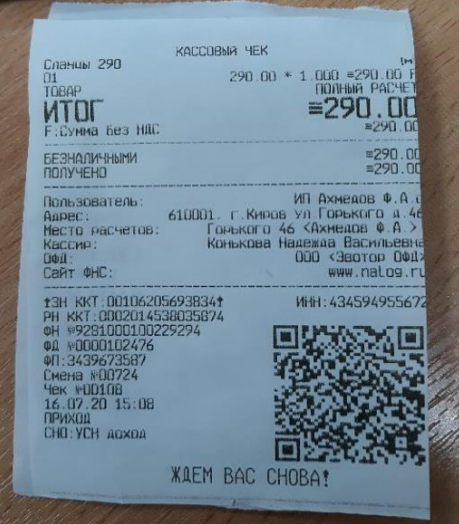 КАССОВЫЙ ЧЕК
Сланцы 290
01 290.00 * 1.000 ≡290.00
ТОВАР ПОЛНЫЙ РАСЧЕТ
ИТОГ ≡290.00
F:Сумма Без НДС ≡290.00
БЕЗНАЛИЧНЫМИ ≡290.00
ПОЛУЧЕНО ≡290.00
Пользователь: ИП Ахмедов Ф.А.
Адрес: 610001. г.Киров Ул Горького д.46
Место расчетов: Горького 46 <Ахмедов Ф.А.>
Кассир: Конькова Надежда Васильевна
ОФД: ООО <Эвотор ОФД>
Сайт ФНС: www.nalog.ru
ЗН ККТ:00106205693834 ИНН:434594955672
РН ККТ:0002014538035874
ФН №9281000100229294
ФД №0000102476
ФП:3439673587
Смена №00724
Чек №00108
16.07.20 15:08
ПРИХОД
СНО:УСН доход
ЖДЕМ ВАС СНОВА!